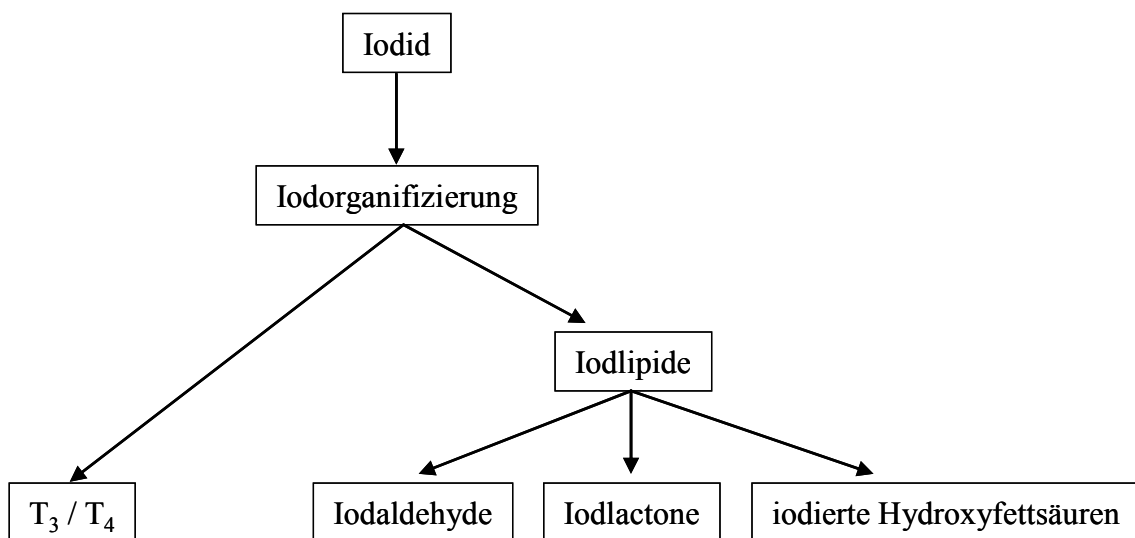 Iodid
Iodorganifizierung
Iodlipide
T₃ / T₄
Iodaldehyde
Iodlactone
iodierte Hydroxyfettsäuren